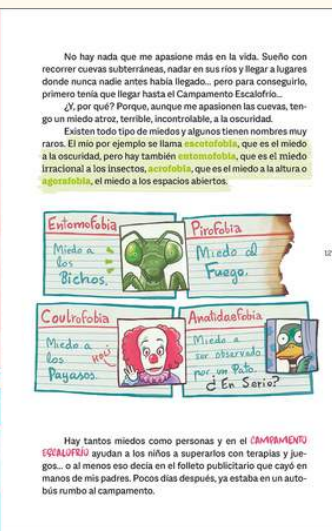 No hay nada que me apasione más en la vida. Sueño con
recorrer cuevas subterráneas, nadar en sus ríos y llegar a lugares
donde nunca nadie antes había llegado... pero para conseguirlo,
primero tenía que llegar hasta el Campamento Escalofrío...
¿Y, por qué? Porque, aunque me apasionen las cuevas, ten-
go un miedo atroz, terrible, incontrolable, a la oscuridad.
Existen todo tipo de miedos y algunos tienen nombres muy
raros. El mío por ejemplo se llama escotofobia, que es el miedo
a la oscuridad, pero hay también entomofobia, que es el miedo
irracional a los insectos, acrofobia, que es el miedo a la altura o
agorafobia, el miedo a los espacios abiertos.
Entomofobia
Miedo a
los
Bichos.
Pirofobia
Miedo al
Fuego.
12
Coulrofobia
Miedo a
los
Payasos.
HOLI
Anatidaefobia
Miedo a
ser observado
por un Pato.
¿En Serio?
Hay tantos miedos como personas y en el CAMPAMENTO
ESCALOFRÍO ayudan a los niños a superarlos con terapias y jue-
gos... o al menos eso decía en el folleto publicitario que cayó en
manos de mis padres. Pocos días después, ya estaba en un auto-
bús rumbo al campamento.